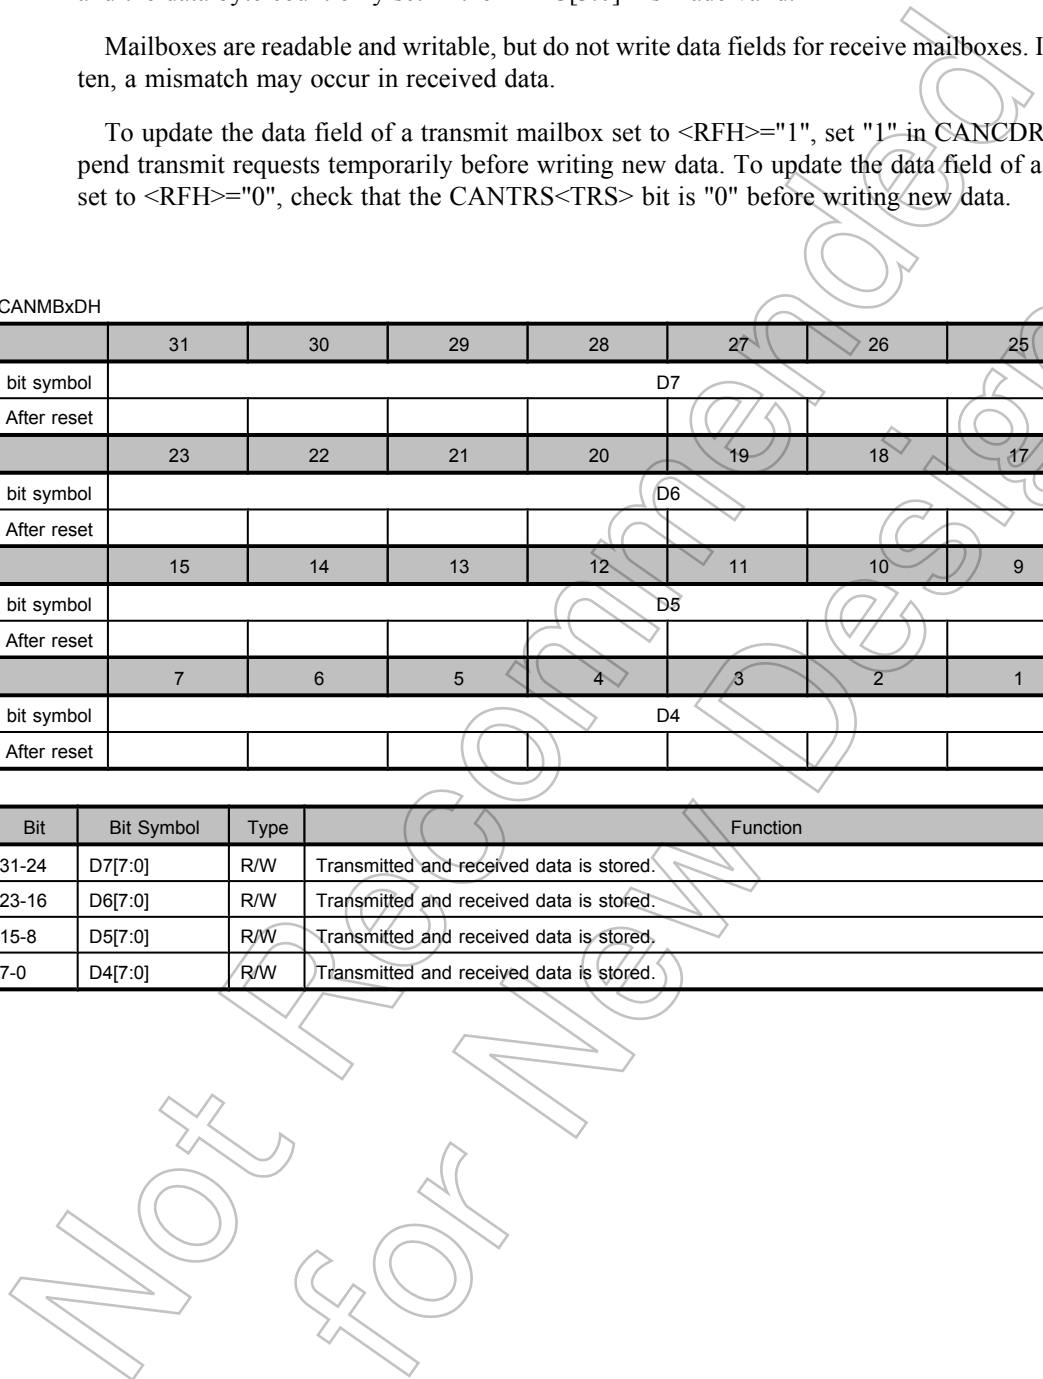 Mailboxes are readable and writable, but do not write data fields for receive mailboxes.
ten, a mismatch may occur in received data.
To update the data field of a transmit mailbox set to <RFH>="1", set "1" in CANCDR
pend transmit requests temporarily before writing new data. To update the data field of a
set to <RFH>="0", check that the CANTRS<TRS> bit is "0" before writing new data.
CANMBxDH
31 30 29 28 27 26 25
bit symbol D7
After reset
23 22 21 20 19 18 17
bit symbol D6
After reset
15 14 13 12 11 10 9
bit symbol D5
After reset
7 6 5 4 3 2 1
bit symbol D4
After reset
Bit Bit Symbol Type Function
31-24 D7[7:0] R/W Transmitted and received data is stored.
23-16 D6[7:0] R/W Transmitted and received data is stored.
15-8 D5[7:0] R/W Transmitted and received data is stored.
7-0 D4[7:0] R/W Transmitted and received data is stored.
Not Recommended
for New Design